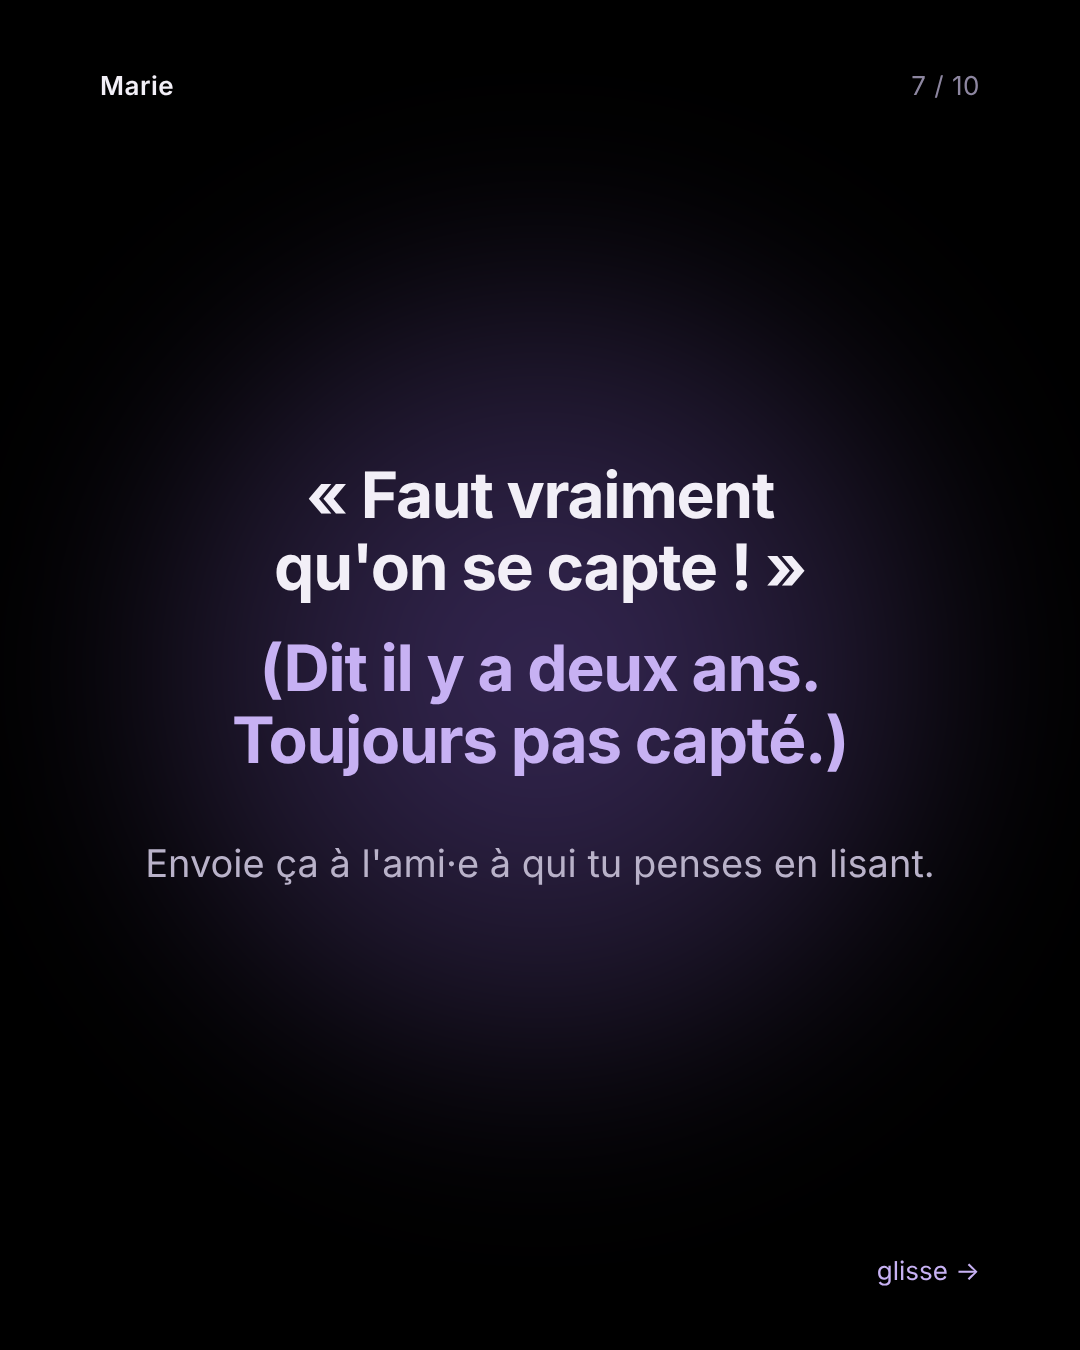 Marie
7 / 10
« Faut vraiment
qu'on se capte ! »
(Dit il y a deux ans.
Toujours pas capté.)
Envoie ça à l'ami·e à qui tu penses en lisant.
glisse →